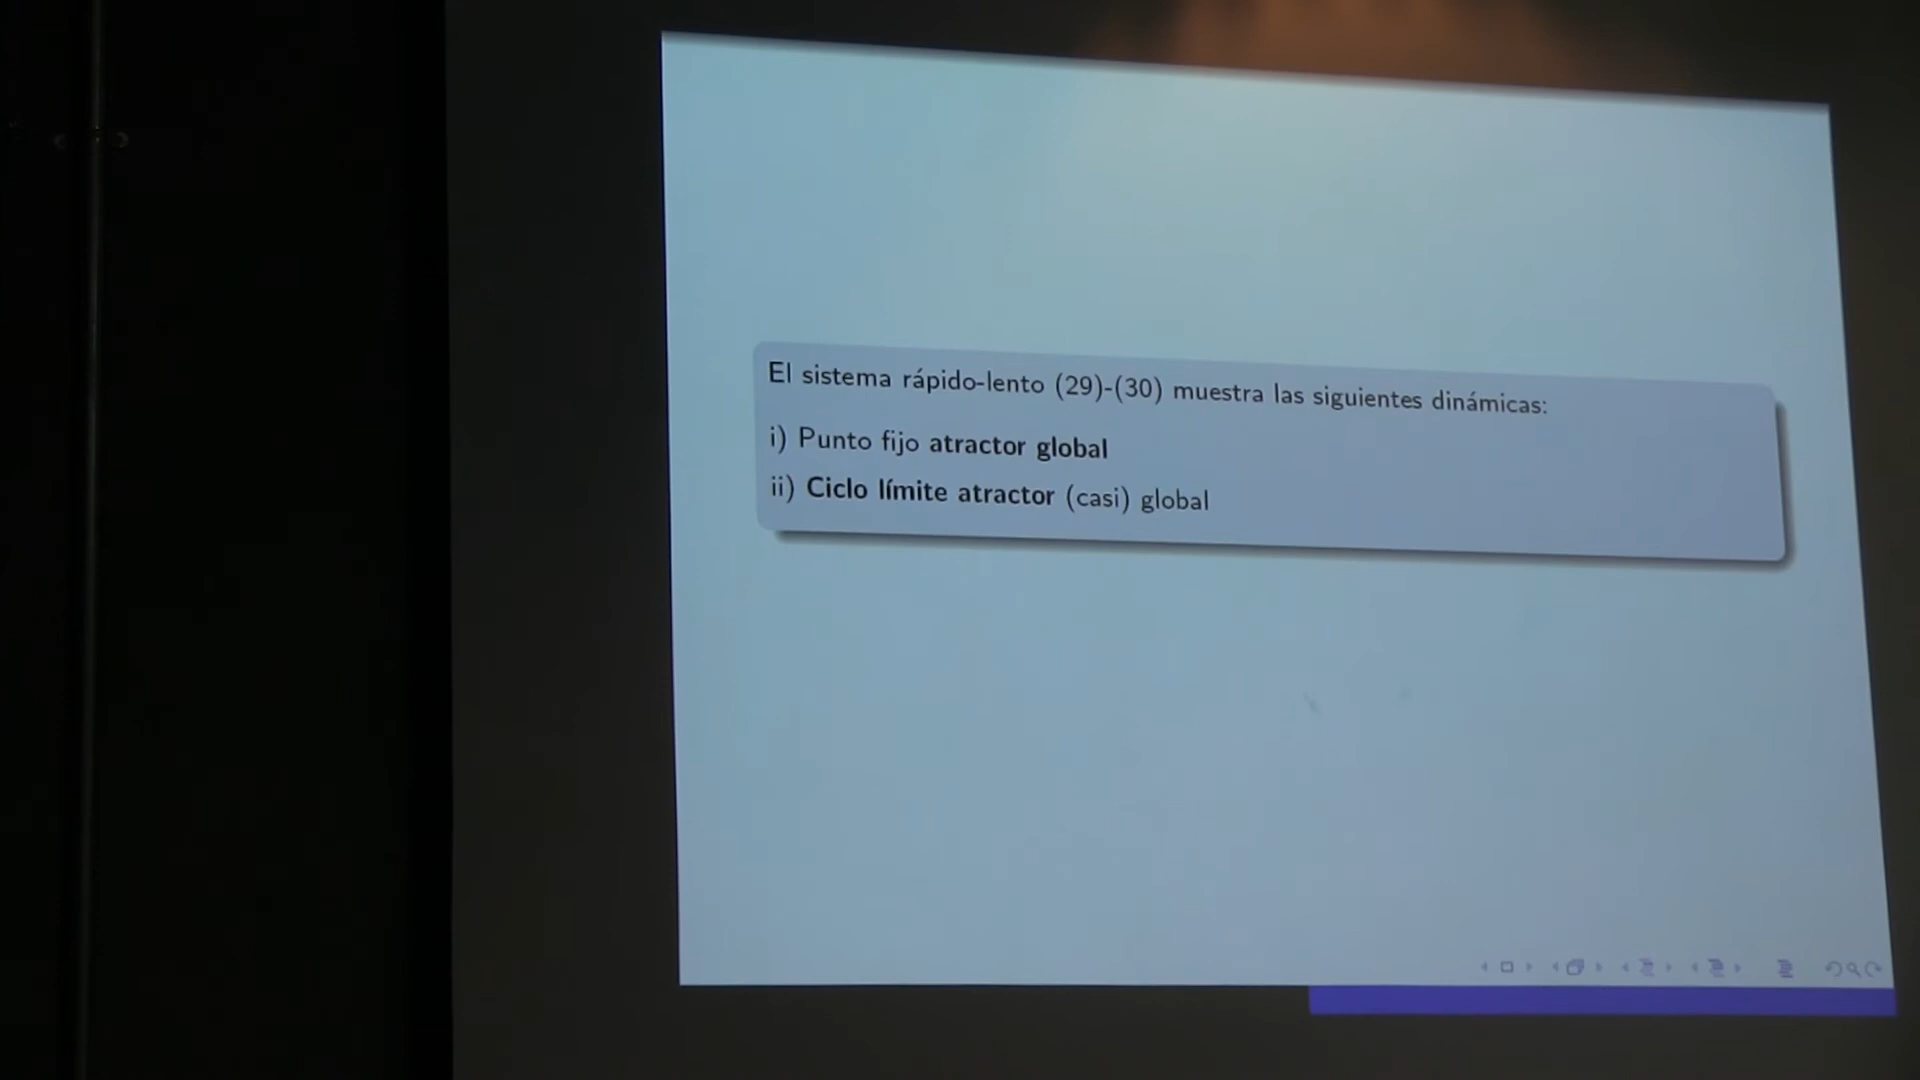 El sistema rápido-lento (29)-(30) muestra las siguientes dinámicas:
i) Punto fijo atractor global
ii) Ciclo límite atractor (casi) global